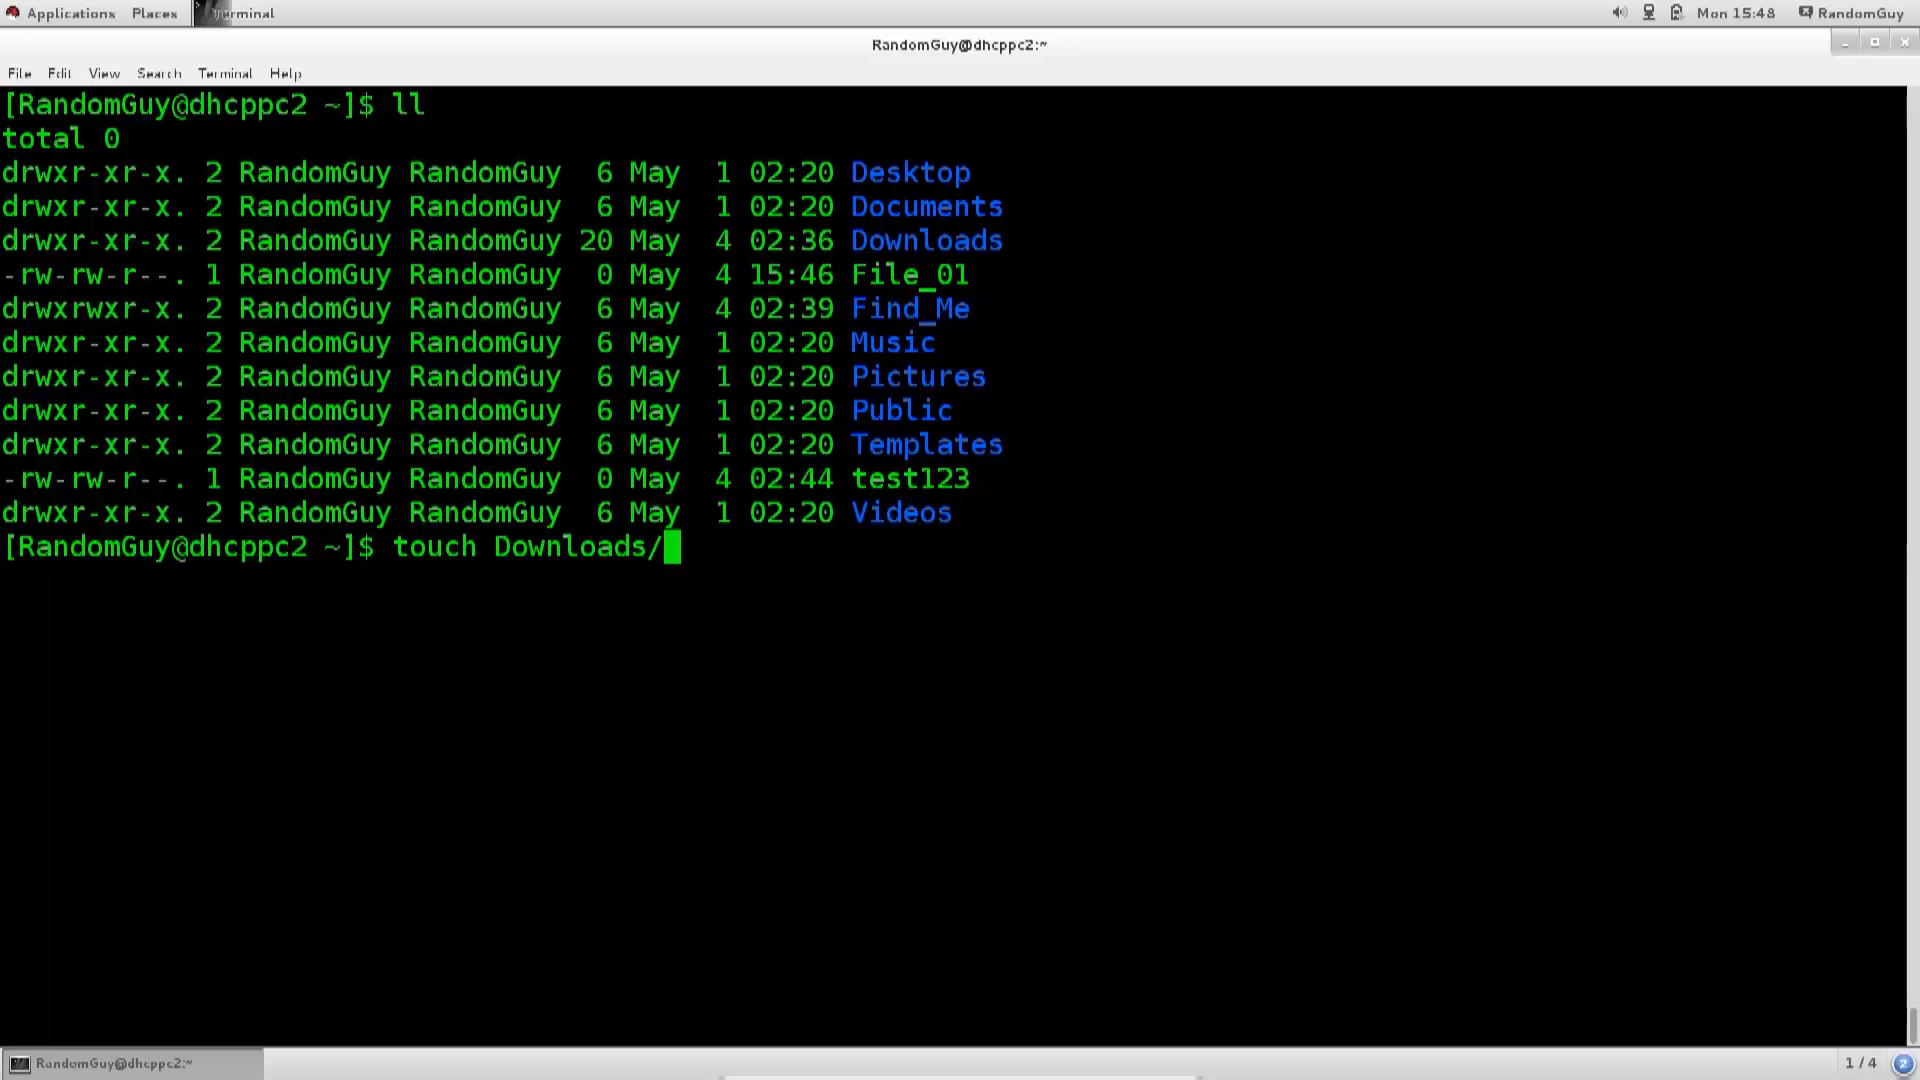 Applications Places Terminal Mon 15:48 RandomGuy
RandomGuy@dhcppc2:~
File Edit View Search Terminal Help
[RandomGuy@dhcppc2 ~]$ ll
total 0
drwxr-xr-x. 2 RandomGuy RandomGuy  6 May  1 02:20 Desktop
drwxr-xr-x. 2 RandomGuy RandomGuy  6 May  1 02:20 Documents
drwxr-xr-x. 2 RandomGuy RandomGuy 20 May  4 02:36 Downloads
-rw-rw-r--. 1 RandomGuy RandomGuy  0 May  4 15:46 File_01
drwxrwxr-x. 2 RandomGuy RandomGuy  6 May  4 02:39 Find_Me
drwxr-xr-x. 2 RandomGuy RandomGuy  6 May  1 02:20 Music
drwxr-xr-x. 2 RandomGuy RandomGuy  6 May  1 02:20 Pictures
drwxr-xr-x. 2 RandomGuy RandomGuy  6 May  1 02:20 Public
drwxr-xr-x. 2 RandomGuy RandomGuy  6 May  1 02:20 Templates
-rw-rw-r--. 1 RandomGuy RandomGuy  0 May  4 02:44 test123
drwxr-xr-x. 2 RandomGuy RandomGuy  6 May  1 02:20 Videos
[RandomGuy@dhcppc2 ~]$ touch Downloads/
RandomGuy@dhcppc2:~ 1 / 4 2